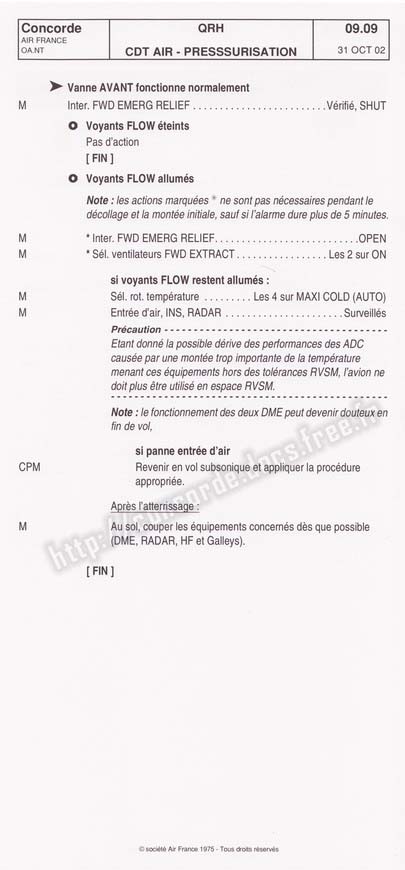 Concorde
AIR FRANCE
OA.NT
QRH
CDT AIR - PRESSSURISATION
09.09
31 OCT 02
➤ Vanne AVANT fonctionne normalement
M Inter. FWD EMERG RELIEF . . . . . . . . . . . . . . . . . . . . . . . . Vérifié, SHUT
Voyants FLOW éteints
Pas d'action
[ FIN ]
Voyants FLOW allumés
Note : les actions marquées * ne sont pas nécessaires pendant le
décollage et la montée initiale, sauf si l'alarme dure plus de 5 minutes.
M * Inter. FWD EMERG RELIEF. . . . . . . . . . . . . . . . . . . . . . . . . . OPEN
M * Sél. ventilateurs FWD EXTRACT . . . . . . . . . . . . . . . . Les 2 sur ON
si voyants FLOW restent allumés :
M Sél. rot. température . . . . . . . . . Les 4 sur MAXI COLD (AUTO)
M Entrée d'air, INS, RADAR . . . . . . . . . . . . . . . . . . . . . Surveillés
Précaution - - - - - - - - - - - - - - - - - - - - - - - - - - - - - - - -
Etant donné la possible dérive des performances des ADC
causée par une montée trop importante de la température
menant ces équipements hors des tolérances RVSM, l'avion ne
doit plus être utilisé en espace RVSM.
Note : le fonctionnement des deux DME peut devenir douteux en
fin de vol,
si panne entrée d'air
CPM Revenir en vol subsonique et appliquer la procédure
appropriée.
Après l'atterrissage :
M Au sol, couper les équipements concernés dès que possible
(DME, RADAR, HF et Galleys).
[ FIN ]
http://concorde.docs.free.fr
© société Air France 1975 - Tous droits réservés